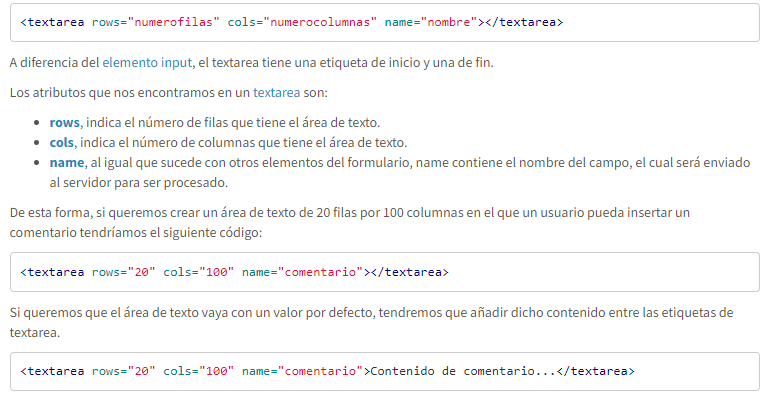 <textarea rows="numerofilas" cols="numerocolumnas" name="nombre"></textarea>
A diferencia del elemento input, el textarea tiene una etiqueta de inicio y una de fin.
Los atributos que nos encontramos en un textarea son:
• rows, indica el número de filas que tiene el área de texto.
• cols, indica el número de columnas que tiene el área de texto.
• name, al igual que sucede con otros elementos del formulario, name contiene el nombre del campo, el cual será enviado
al servidor para ser procesado.
De esta forma, si queremos crear un área de texto de 20 filas por 100 columnas en el que un usuario pueda insertar un
comentario tendríamos el siguiente código:
<textarea rows="20" cols="100" name="comentario"></textarea>
Si queremos que el área de texto vaya con un valor por defecto, tendremos que añadir dicho contenido entre las etiquetas de
textarea.
<textarea rows="20" cols="100" name="comentario">Contenido de comentario...</textarea>